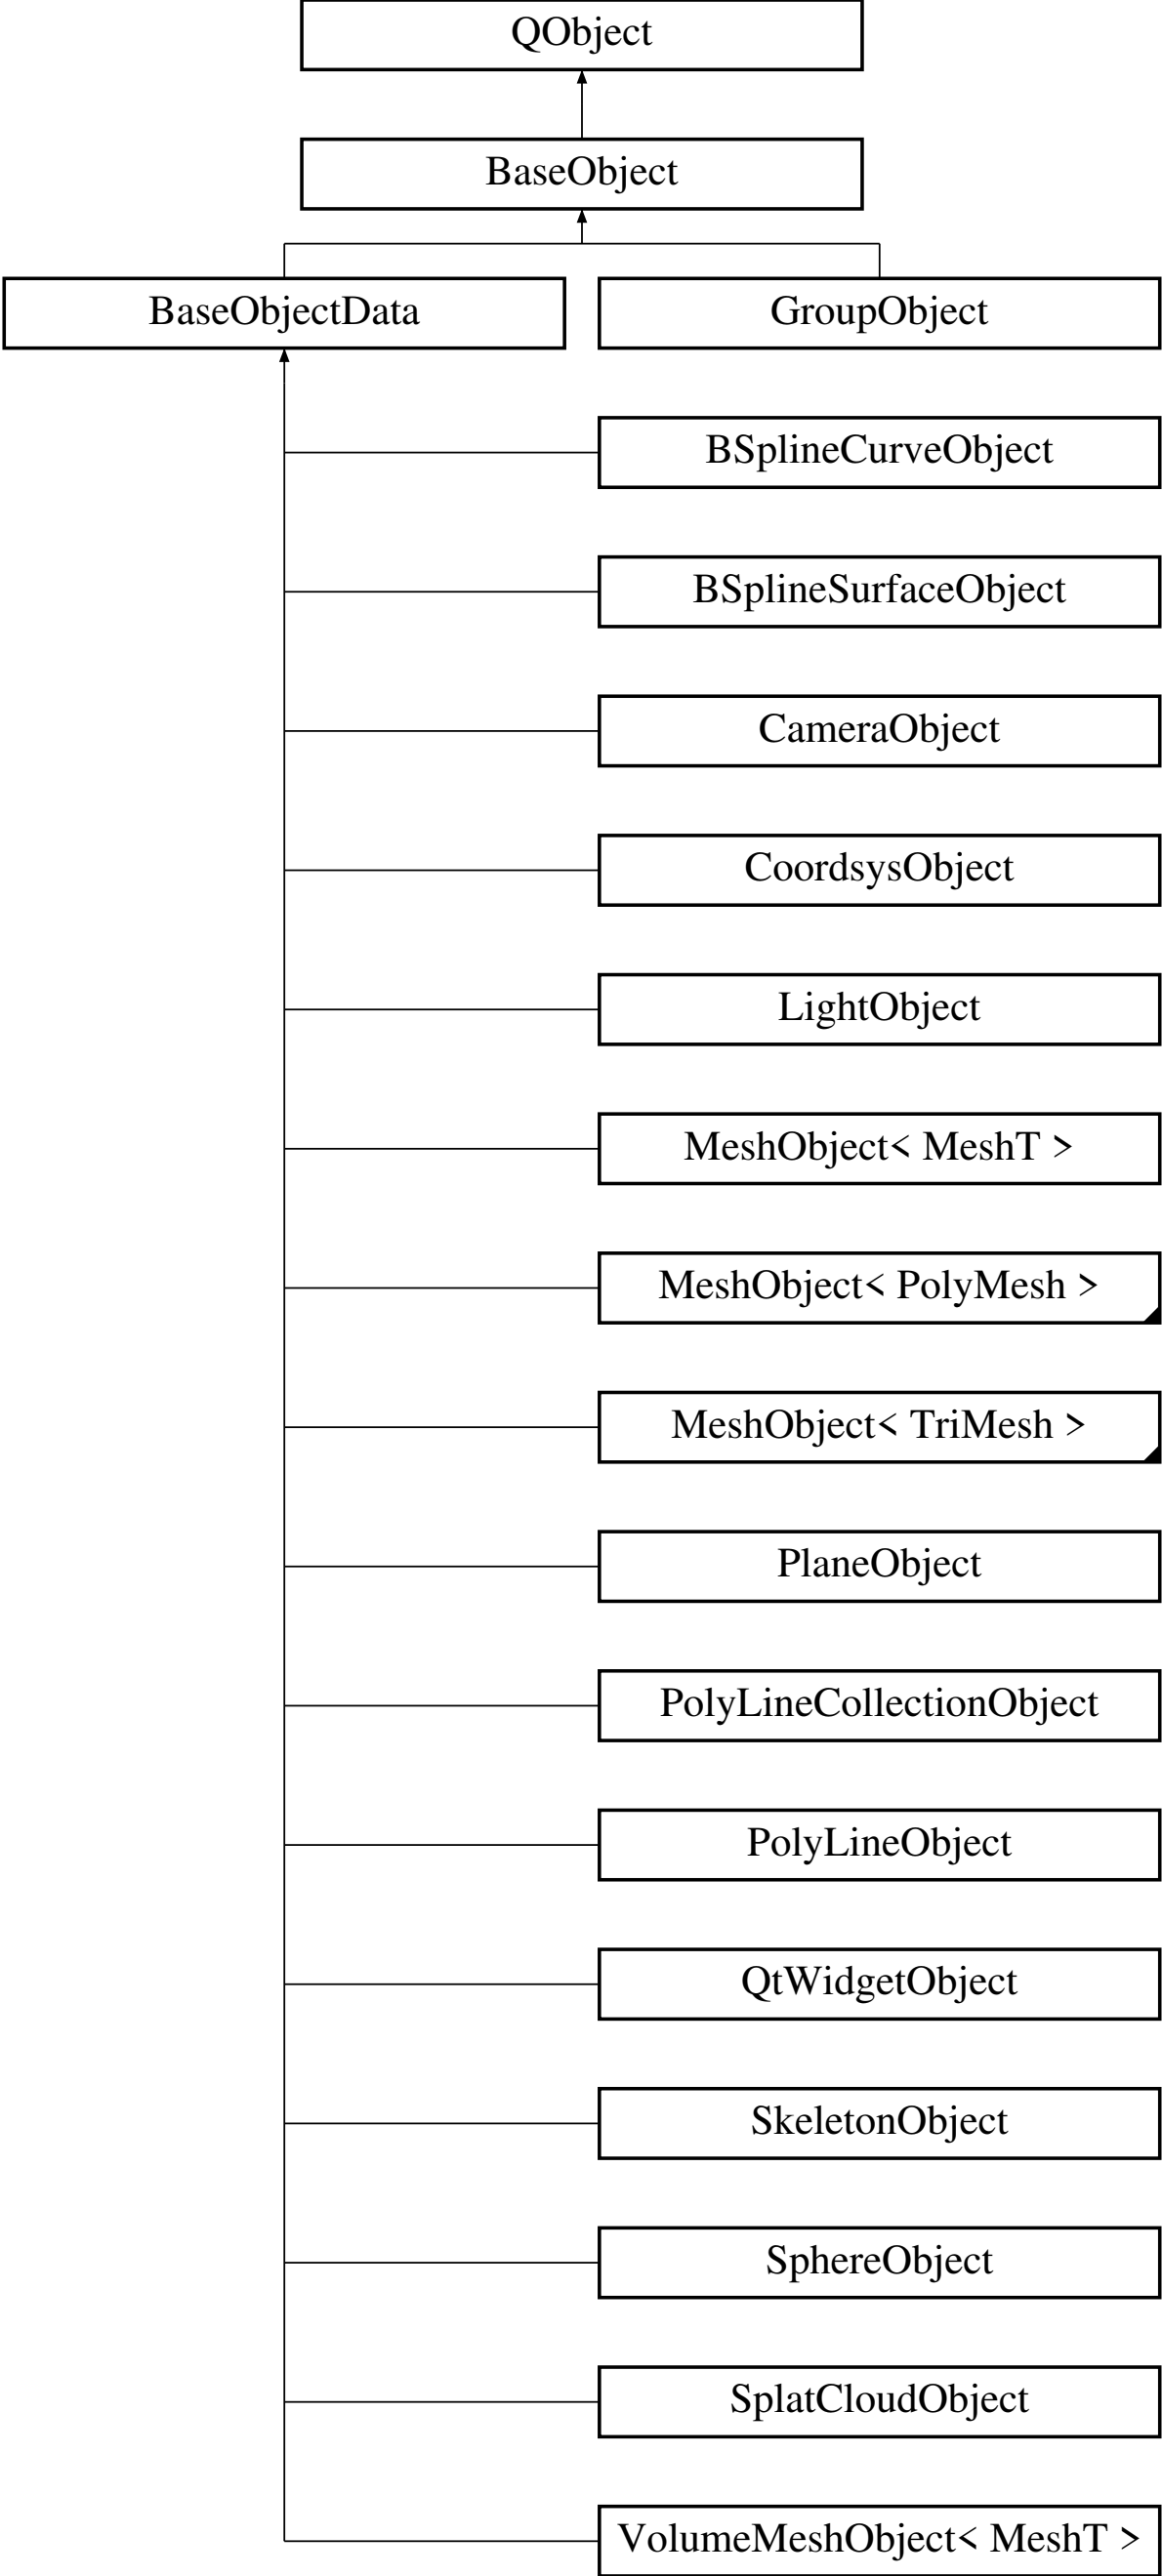 QObject
BaseObject
BaseObjectData
GroupObject
BSplineCurveObject
BSplineSurfaceObject
CameraObject
CoordsysObject
LightObject
MeshObject< MeshT >
MeshObject< PolyMesh >
MeshObject< TriMesh >
PlaneObject
PolyLineCollectionObject
PolyLineObject
QtWidgetObject
SkeletonObject
SphereObject
SplatCloudObject
VolumeMeshObject< MeshT >